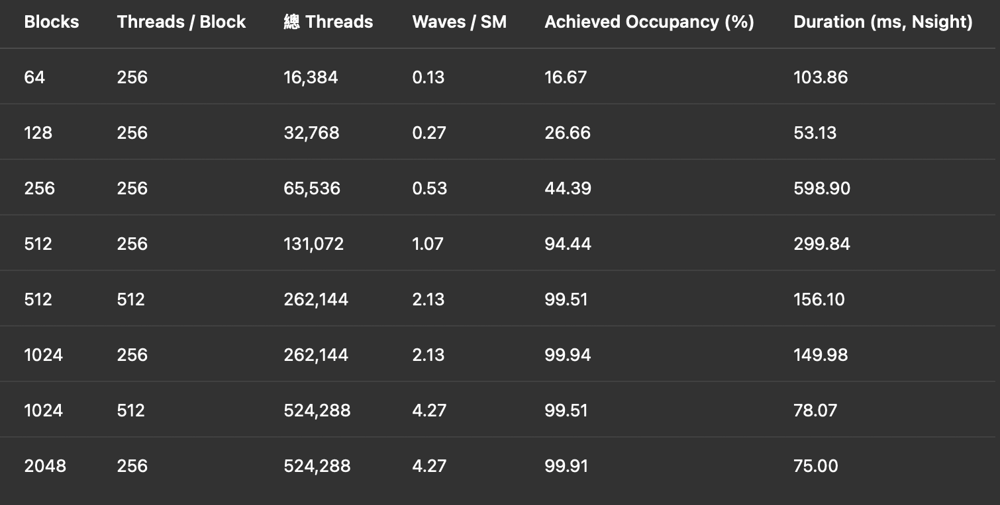 Blocks Threads / Block 總 Threads Waves / SM Achieved Occupancy (%) Duration (ms, Nsight)
64 256 16,384 0.13 16.67 103.86
128 256 32,768 0.27 26.66 53.13
256 256 65,536 0.53 44.39 598.90
512 256 131,072 1.07 94.44 299.84
512 512 262,144 2.13 99.51 156.10
1024 256 262,144 2.13 99.94 149.98
1024 512 524,288 4.27 99.51 78.07
2048 256 524,288 4.27 99.91 75.00